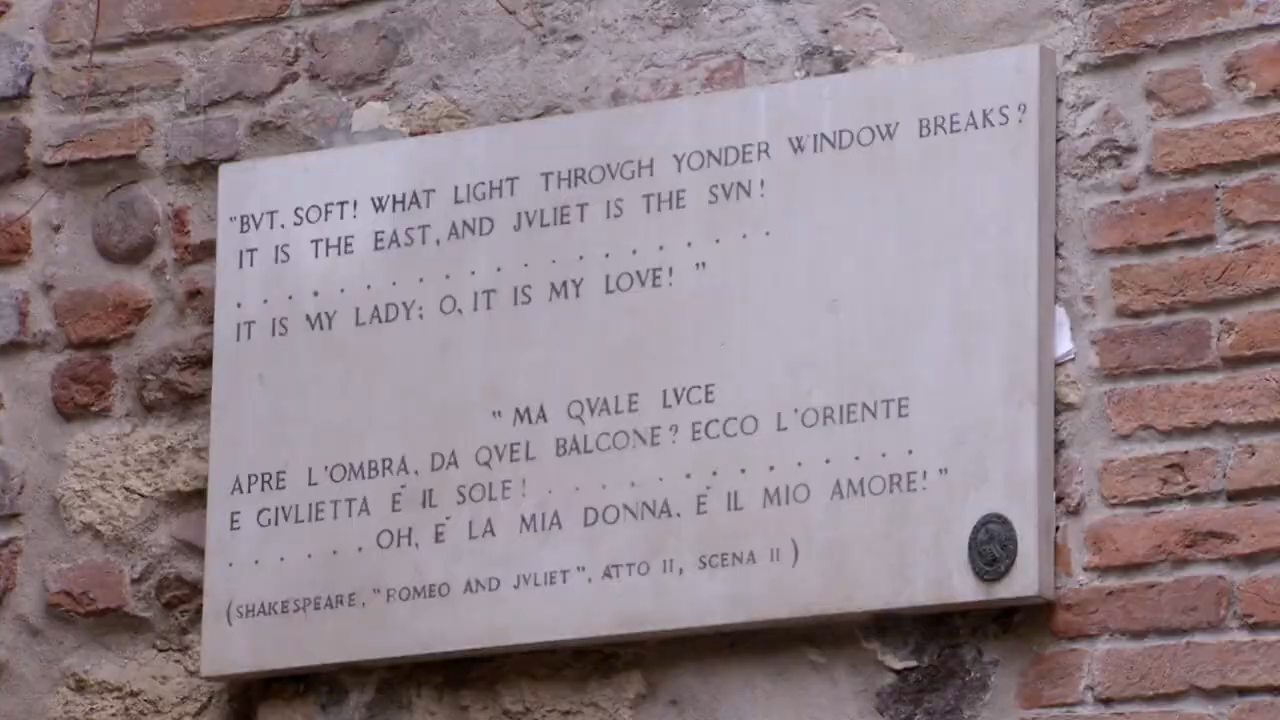 "BVT, SOFT! WHAT LIGHT THROVGH YONDER WINDOW BREAKS?
IT IS THE EAST, AND JVLIET IS THE SVN!
. . . . . . . . . . . . . . . . . . . . .
IT IS MY LADY; O, IT IS MY LOVE!"
"MA QVALE LVCE
APRE L'OMBRA, DA QVEL BALCONE? ECCO L'ORIENTE
E GIVLIETTA È IL SOLE! . . . . . . . . . . . . . . .
. . . . . . OH, È LA MIA DONNA, È IL MIO AMORE!"
(SHAKESPEARE, "ROMEO AND JVLIET", ATTO II, SCENA II)